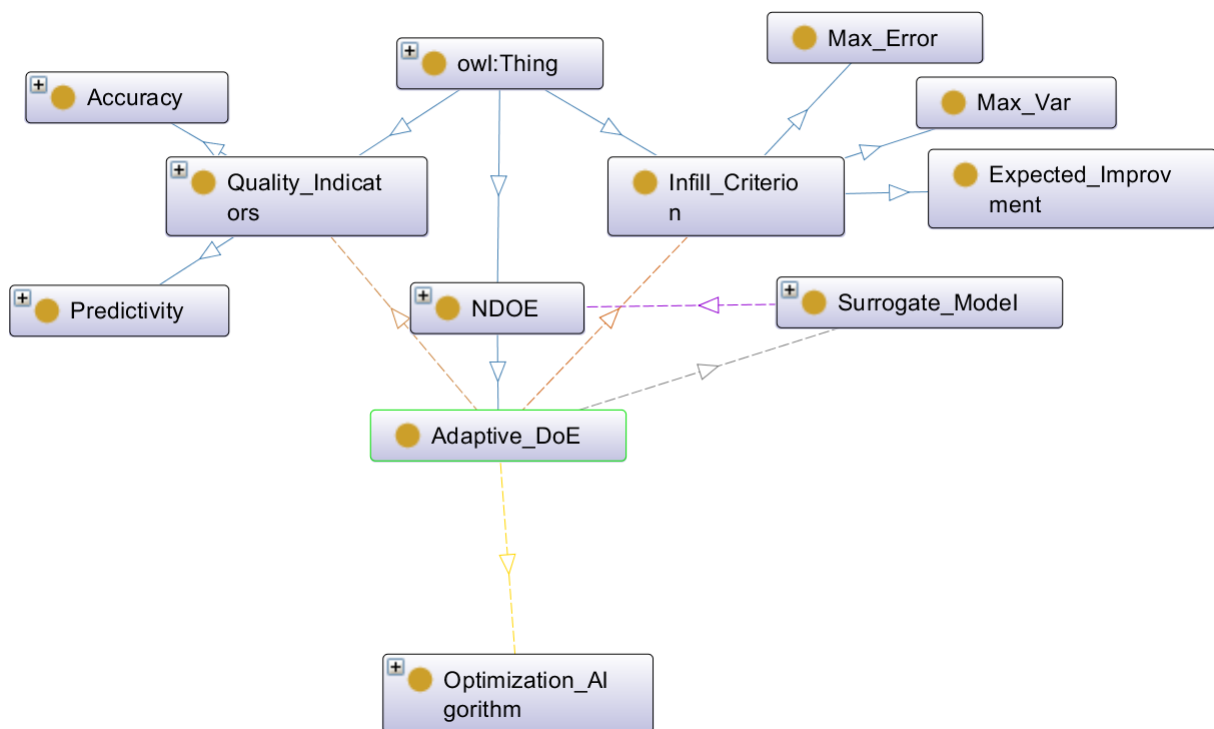 owl:Thing
Max_Error
Accuracy
Max_Var
Quality_Indicat
ors
Infill_Criterio
n
Expected_Improv
ment
Predictivity
NDOE
Surrogate_Model
Adaptive_DoE
Optimization_Al
gorithm